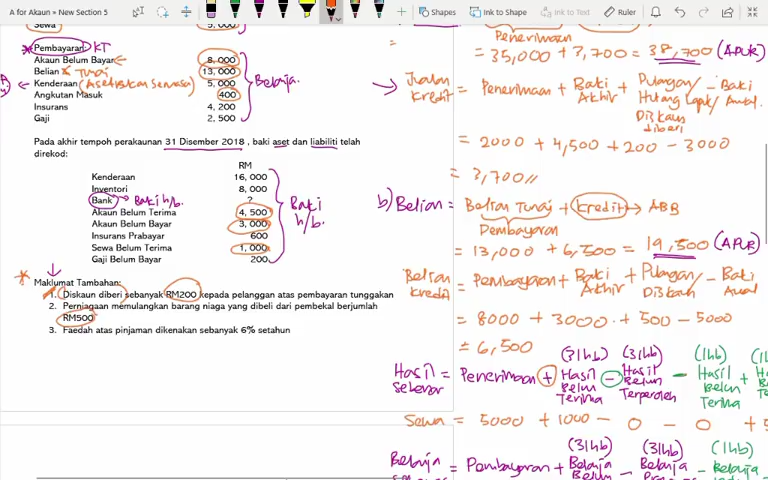 A for Akaun » New Section 5
Shapes
Ink to Shape
Ink to Text
Ruler
Sewa 5, 000
Pembayaran KT
Akaun Belum Bayar 8, 000
Belian Tunai 13, 000
Kenderaan (Aset Bukan Semasa) 5, 000
Angkutan Masuk 400
Insurans 4, 200
Gaji 2, 500
Belanja
Pada akhir tempoh perakaunan 31 Disember 2018, baki aset dan liabiliti telah
direkod:
RM
Kenderaan 16, 000
Inventori 8, 000
Bank Baki h/b. ?
Akaun Belum Terima 4, 500
Akaun Belum Bayar 3, 000
Insurans Prabayar 600
Sewa Belum Terima 1, 000
Gaji Belum Bayar 200
Baki
h/b
Maklumat Tambahan:
1. Diskaun diberi sebanyak RM200 kepada pelanggan atas pembayaran tunggakan
2. Perniagaan memulangkan barang niaga yang dibeli dari pembekal berjumlah
RM500
3. Faedah atas pinjaman dikenakan sebanyak 6% setahun
=
Penerimaan
= 35,000 + 3,700 = 38,700 (APUR)
Jualan Kredit = Penerimaan + Baki Akhir + Pulangan Hutang Lapuk Diskaun diberi - Baki Awal
= 2000 + 4,500 + 200 - 3000
= 3,700
b) Belian = Belian Tunai + Kredit → ABB
Pembayaran
= 13,000 + 6,500 = 19,500 (APUR)
Belian Kredit = Pembayaran + Baki Akhir + Pulangan Diskaun - Baki Awal
= 8000 + 3000 + 500 - 5000
= 6,500
(31hb) (31hb) (1hb) (1hb)
Hasil sebenar = Penerimaan + Hasil Belum Terima - Hasil Belum Terperoleh - Hasil Belum Terima +
Sewa = 5000 + 1000 - 0 - 0 +
(31hb) (31hb) (1hb)
Belanja = Pembayaran + Belanja Belum - Belanja - Belanja